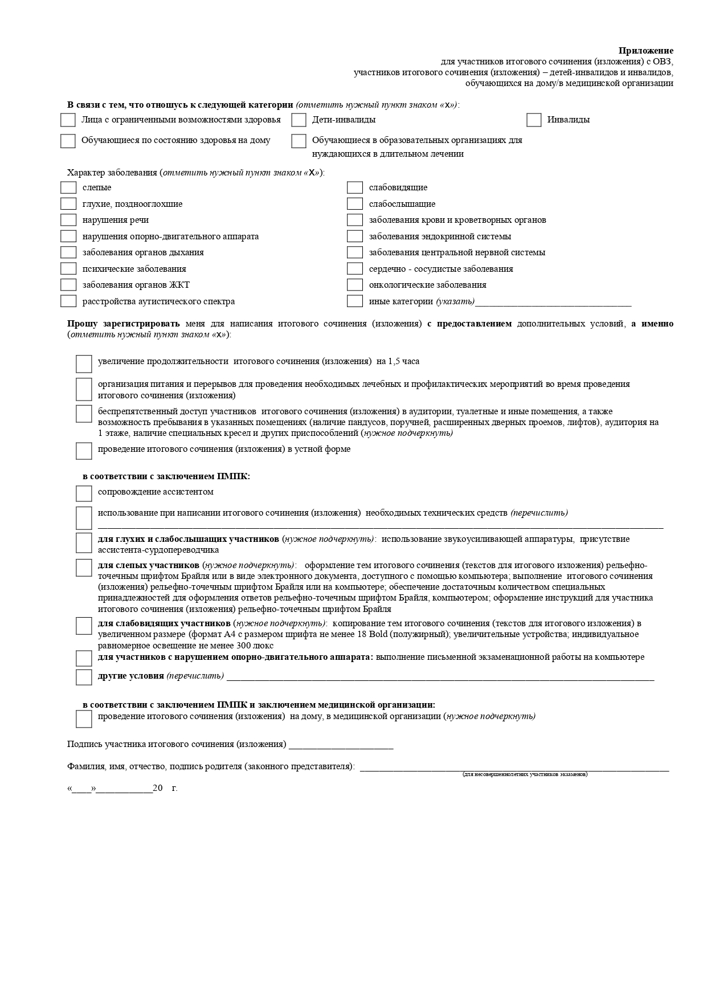 Приложение
для участников итогового сочинения (изложения) с ОВЗ,
участников итогового сочинения (изложения) – детей-инвалидов и инвалидов,
обучающихся на дому/в медицинской организации
В связи с тем, что отношусь к следующей категории (отметить нужный пункт знаком «х»):
Лица с ограниченными возможностями здоровья Дети-инвалиды Инвалиды
Обучающиеся по состоянию здоровья на дому Обучающиеся в образовательных организациях для
нуждающихся в длительном лечении
Характер заболевания (отметить нужный пункт знаком «Х»):
слепые слабовидящие
глухие, позднооглохшие слабослышащие
нарушения речи заболевания крови и кроветворных органов
нарушения опорно-двигательного аппарата заболевания эндокринной системы
заболевания органов дыхания заболевания центральной нервной системы
психические заболевания сердечно - сосудистые заболевания
заболевания органов ЖКТ онкологические заболевания
расстройства аутистического спектра иные категории (указать)_________________________________
Прошу зарегистрировать меня для написания итогового сочинения (изложения) с предоставлением дополнительных условий, а именно
(отметить нужный пункт знаком «х»):
увеличение продолжительности итогового сочинения (изложения) на 1,5 часа
организация питания и перерывов для проведения необходимых лечебных и профилактических мероприятий во время проведения
итогового сочинения (изложения)
беспрепятственный доступ участников итогового сочинения (изложения) в аудитории, туалетные и иные помещения, а также
возможность пребывания в указанных помещениях (наличие пандусов, поручней, расширенных дверных проемов, лифтов), аудитория на
1 этаже, наличие специальных кресел и других приспособлений (нужное подчеркнуть)
проведение итогового сочинения (изложения) в устной форме
в соответствии с заключением ПМПК:
сопровождение ассистентом
использование при написании итогового сочинения (изложения) необходимых технических средств (перечислить)
для глухих и слабослышащих участников (нужное подчеркнуть): использование звукоусиливающей аппаратуры, присутствие
ассистента-сурдопереводчика
для слепых участников (нужное подчеркнуть): оформление тем итогового сочинения (текстов для итогового изложения) рельефно-
точечным шрифтом Брайля или в виде электронного документа, доступного с помощью компьютера; выполнение итогового сочинения
(изложения) рельефно-точечным шрифтом Брайля или на компьютере; обеспечение достаточным количеством специальных
принадлежностей для оформления ответов рельефно-точечным шрифтом Брайля, компьютером; оформление инструкций для участника
итогового сочинения (изложения) рельефно-точечным шрифтом Брайля
для слабовидящих участников (нужное подчеркнуть): копирование тем итогового сочинения (текстов для итогового изложения) в
увеличенном размере (формат А4 с размером шрифта не менее 18 Bold (полужирный); увеличительные устройства; индивидуальное
равномерное освещение не менее 300 люкс
для участников с нарушением опорно-двигательного аппарата: выполнение письменной экзаменационной работы на компьютере
другие условия (перечислить) ____________________
в соответствии с заключением ПМПК и заключением медицинской организации:
проведение итогового сочинения (изложения) на дому, в медицинской организации (нужное подчеркнуть)
Подпись участника итогового сочинения (изложения) ______________________
Фамилия, имя, отчество, подпись родителя (законного представителя): ____________________
(для несовершеннолетних участников экзаменов)
«____»____________20 г.